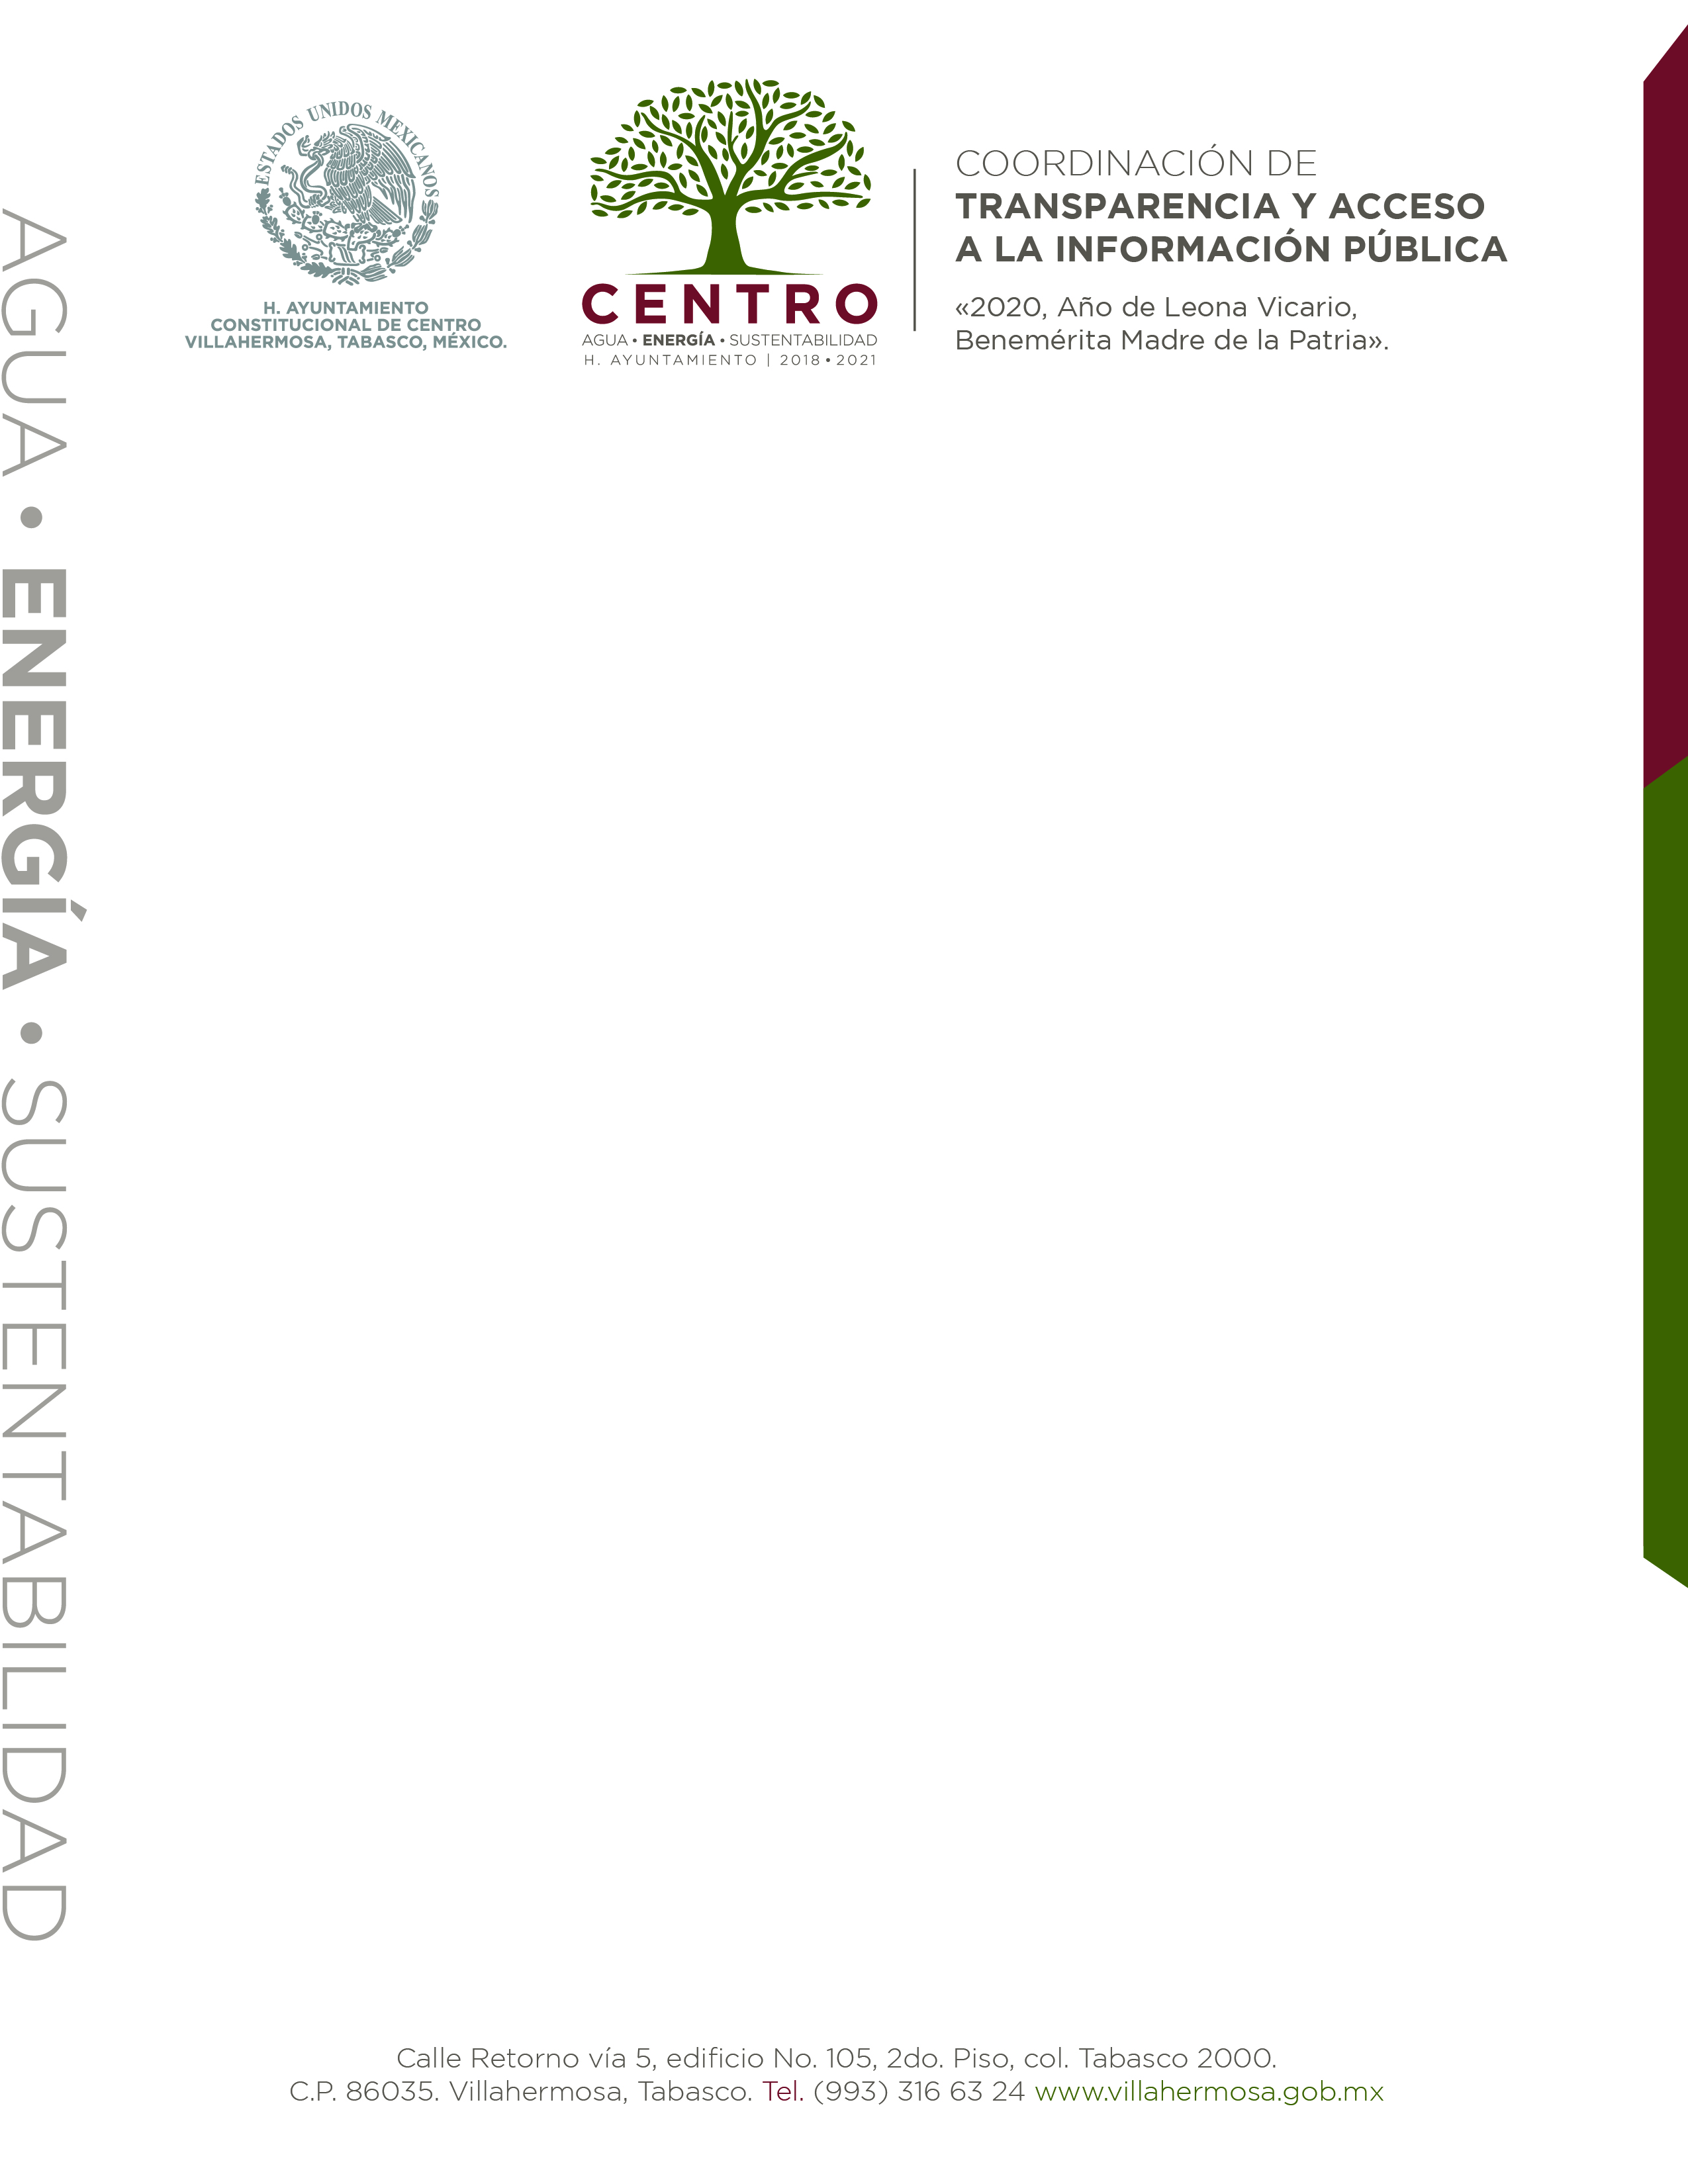 ESTADOS UNIDOS MEXICANOS
H. AYUNTAMIENTO
CONSTITUCIONAL DE CENTRO
VILLAHERMOSA, TABASCO, MÉXICO.
CENTRO
AGUA • ENERGÍA • SUSTENTABILIDAD
H. AYUNTAMIENTO | 2018 • 2021
COORDINACIÓN DE
TRANSPARENCIA Y ACCESO
A LA INFORMACIÓN PÚBLICA
«2020, Año de Leona Vicario,
Benemérita Madre de la Patria».
AGUA • ENERGÍA • SUSTENTABILIDAD
Calle Retorno vía 5, edificio No. 105, 2do. Piso, col. Tabasco 2000.
C.P. 86035. Villahermosa, Tabasco. Tel. (993) 316 63 24 www.villahermosa.gob.mx